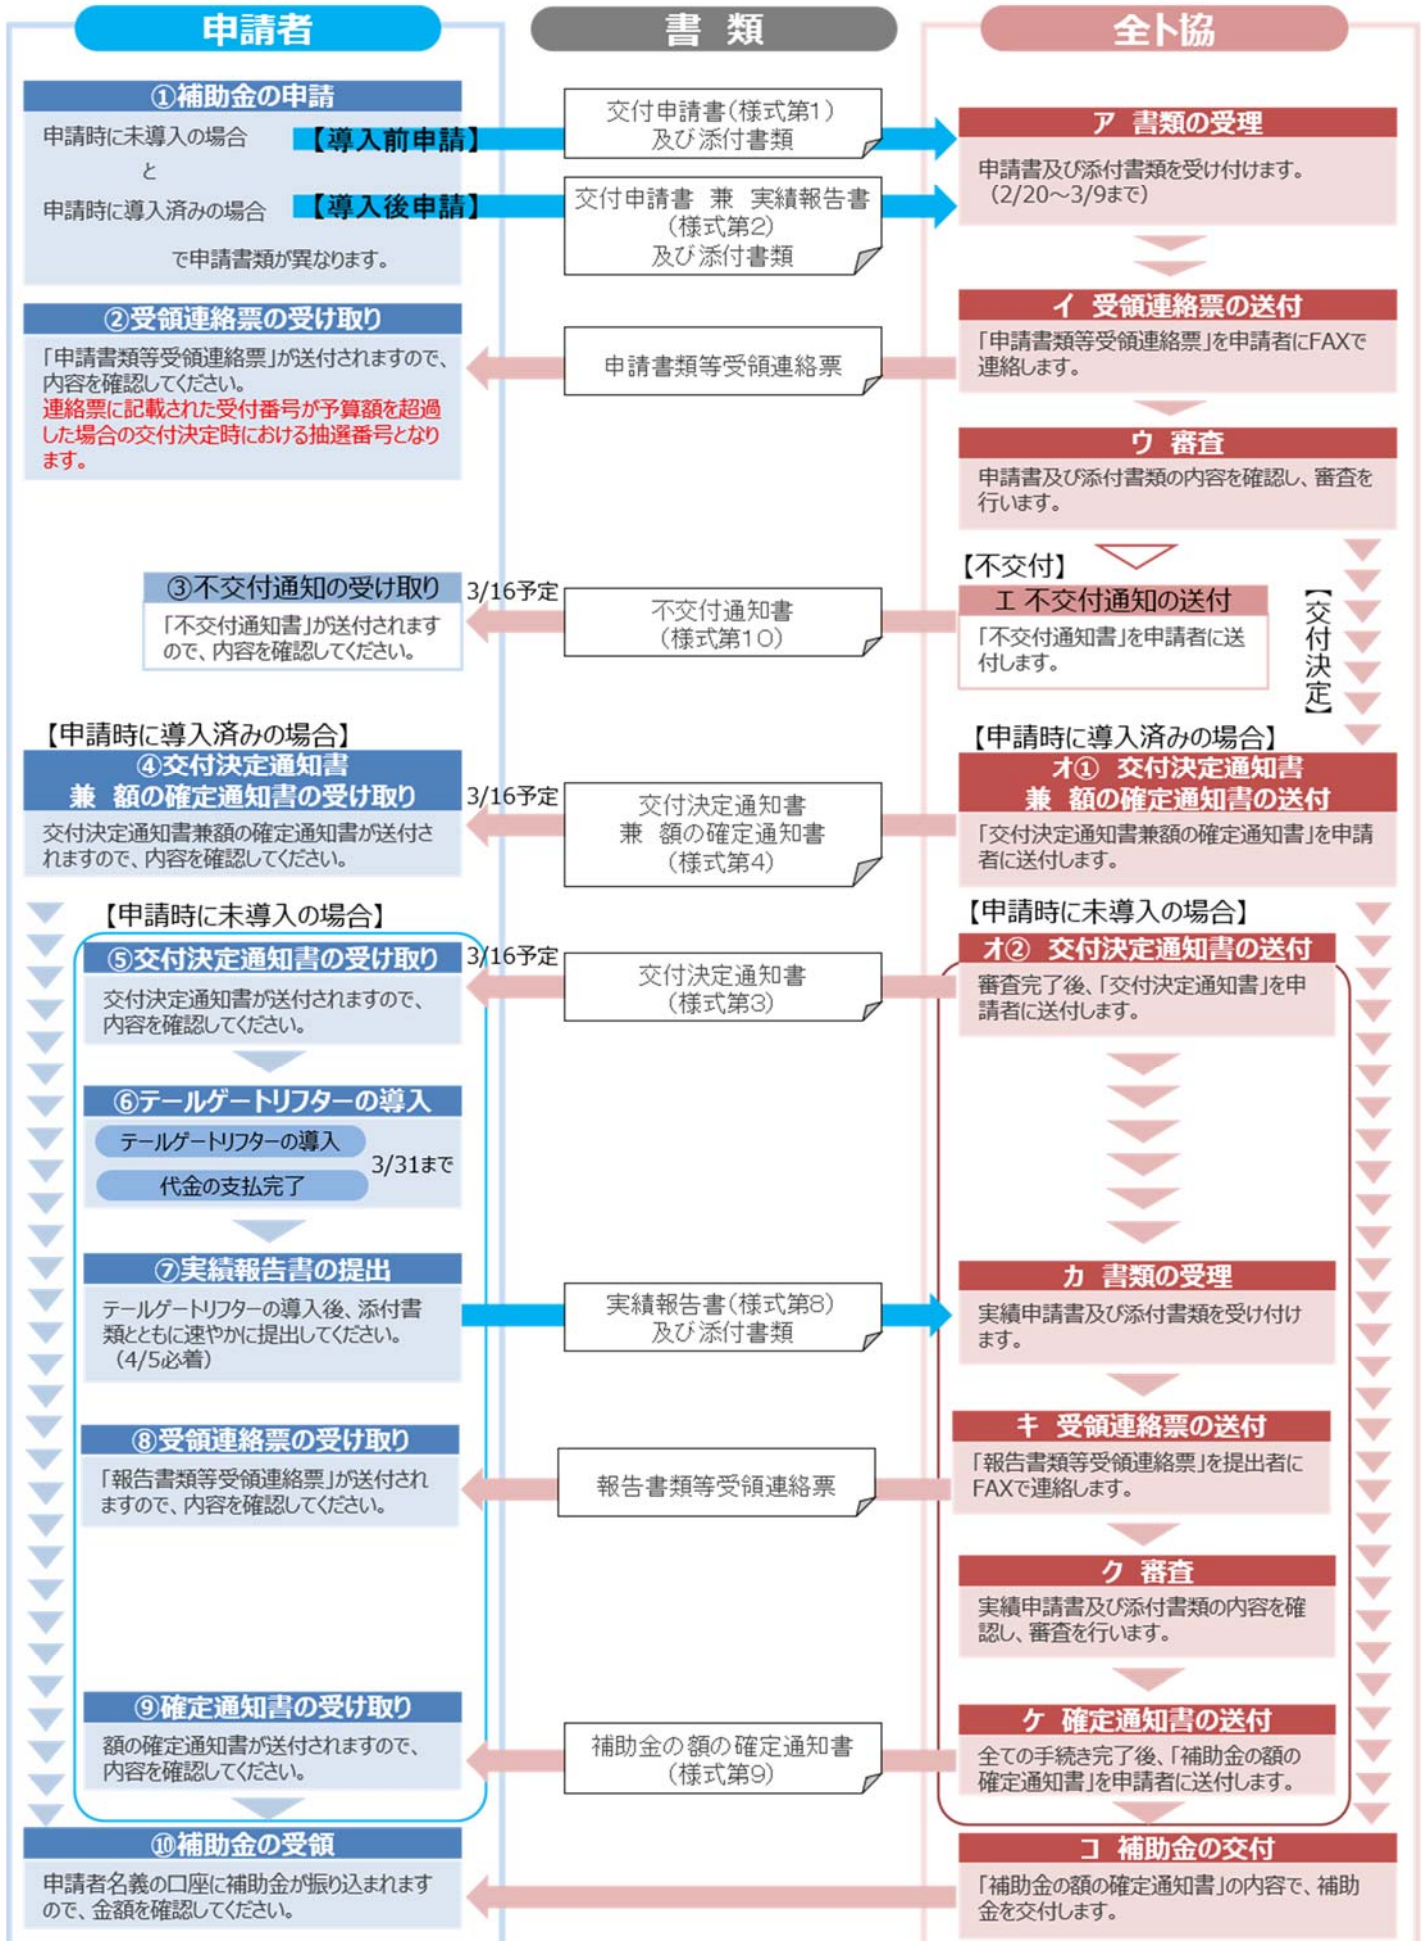 申請者
書 類
全ト協
①補助金の申請
申請時に未導入の場合
【導入前申請】
と
申請時に導入済みの場合
【導入後申請】
で申請書類が異なります。
交付申請書(様式第1)
及び添付書類
交付申請書 兼 実績報告書
(様式第2)
及び添付書類
ア 書類の受理
申請書及び添付書類を受け付けます。
（2/20～3/9まで）
②受領連絡票の受け取り
「申請書類等受領連絡票」が送付されますので、
内容を確認してください。
連絡票に記載された受付番号が予算額を超過
した場合の交付決定時における抽選番号となり
ます。
申請書類等受領連絡票
イ 受領連絡票の送付
「申請書類等受領連絡票」を申請者にFAXで
連絡します。
ウ 審査
申請書及び添付書類の内容を確認し、審査を
行います。
【不交付】
【交付決定】
③不交付通知の受け取り
「不交付通知書」が送付されます
ので、内容を確認してください。
3/16予定
不交付通知書
(様式第10)
エ 不交付通知の送付
「不交付通知書」を申請者に送
付します。
【申請時に導入済みの場合】
④交付決定通知書
兼 額の確定通知書の受け取り
交付決定通知書兼額の確定通知書が送付さ
れますので、内容を確認してください。
3/16予定
交付決定通知書
兼 額の確定通知書
(様式第4)
【申請時に導入済みの場合】
オ① 交付決定通知書
兼 額の確定通知書の送付
「交付決定通知書兼額の確定通知書」を申請
者に送付します。
【申請時に未導入の場合】
⑤交付決定通知書の受け取り
交付決定通知書が送付されますので、
内容を確認してください。
3/16予定
交付決定通知書
(様式第3)
【申請時に未導入の場合】
オ② 交付決定通知書の送付
審査完了後、「交付決定通知書」を申
請者に送付します。
⑥テールゲートリフターの導入
テールゲートリフターの導入
代金の支払完了
3/31まで
⑦実績報告書の提出
テールゲートリフターの導入後、添付書
類とともに速やかに提出してください。
（4/5必着）
実績報告書(様式第8)
及び添付書類
カ 書類の受理
実績申請書及び添付書類を受け付け
ます。
⑧受領連絡票の受け取り
「報告書類等受領連絡票」が送付され
ますので、内容を確認してください。
報告書類等受領連絡票
キ 受領連絡票の送付
「報告書類等受領連絡票」を提出者に
FAXで連絡します。
ク 審査
実績申請書及び添付書類の内容を確
認し、審査を行います。
⑨確定通知書の受け取り
額の確定通知書が送付されますので、
内容を確認してください。
補助金の額の確定通知書
(様式第9)
ケ 確定通知書の送付
全ての手続き完了後、「補助金の額の
確定通知書」を申請者に送付します。
⑩補助金の受領
申請者名義の口座に補助金が振り込まれます
ので、金額を確認してください。
コ 補助金の交付
「補助金の額の確定通知書」の内容で、補助
金を交付します。